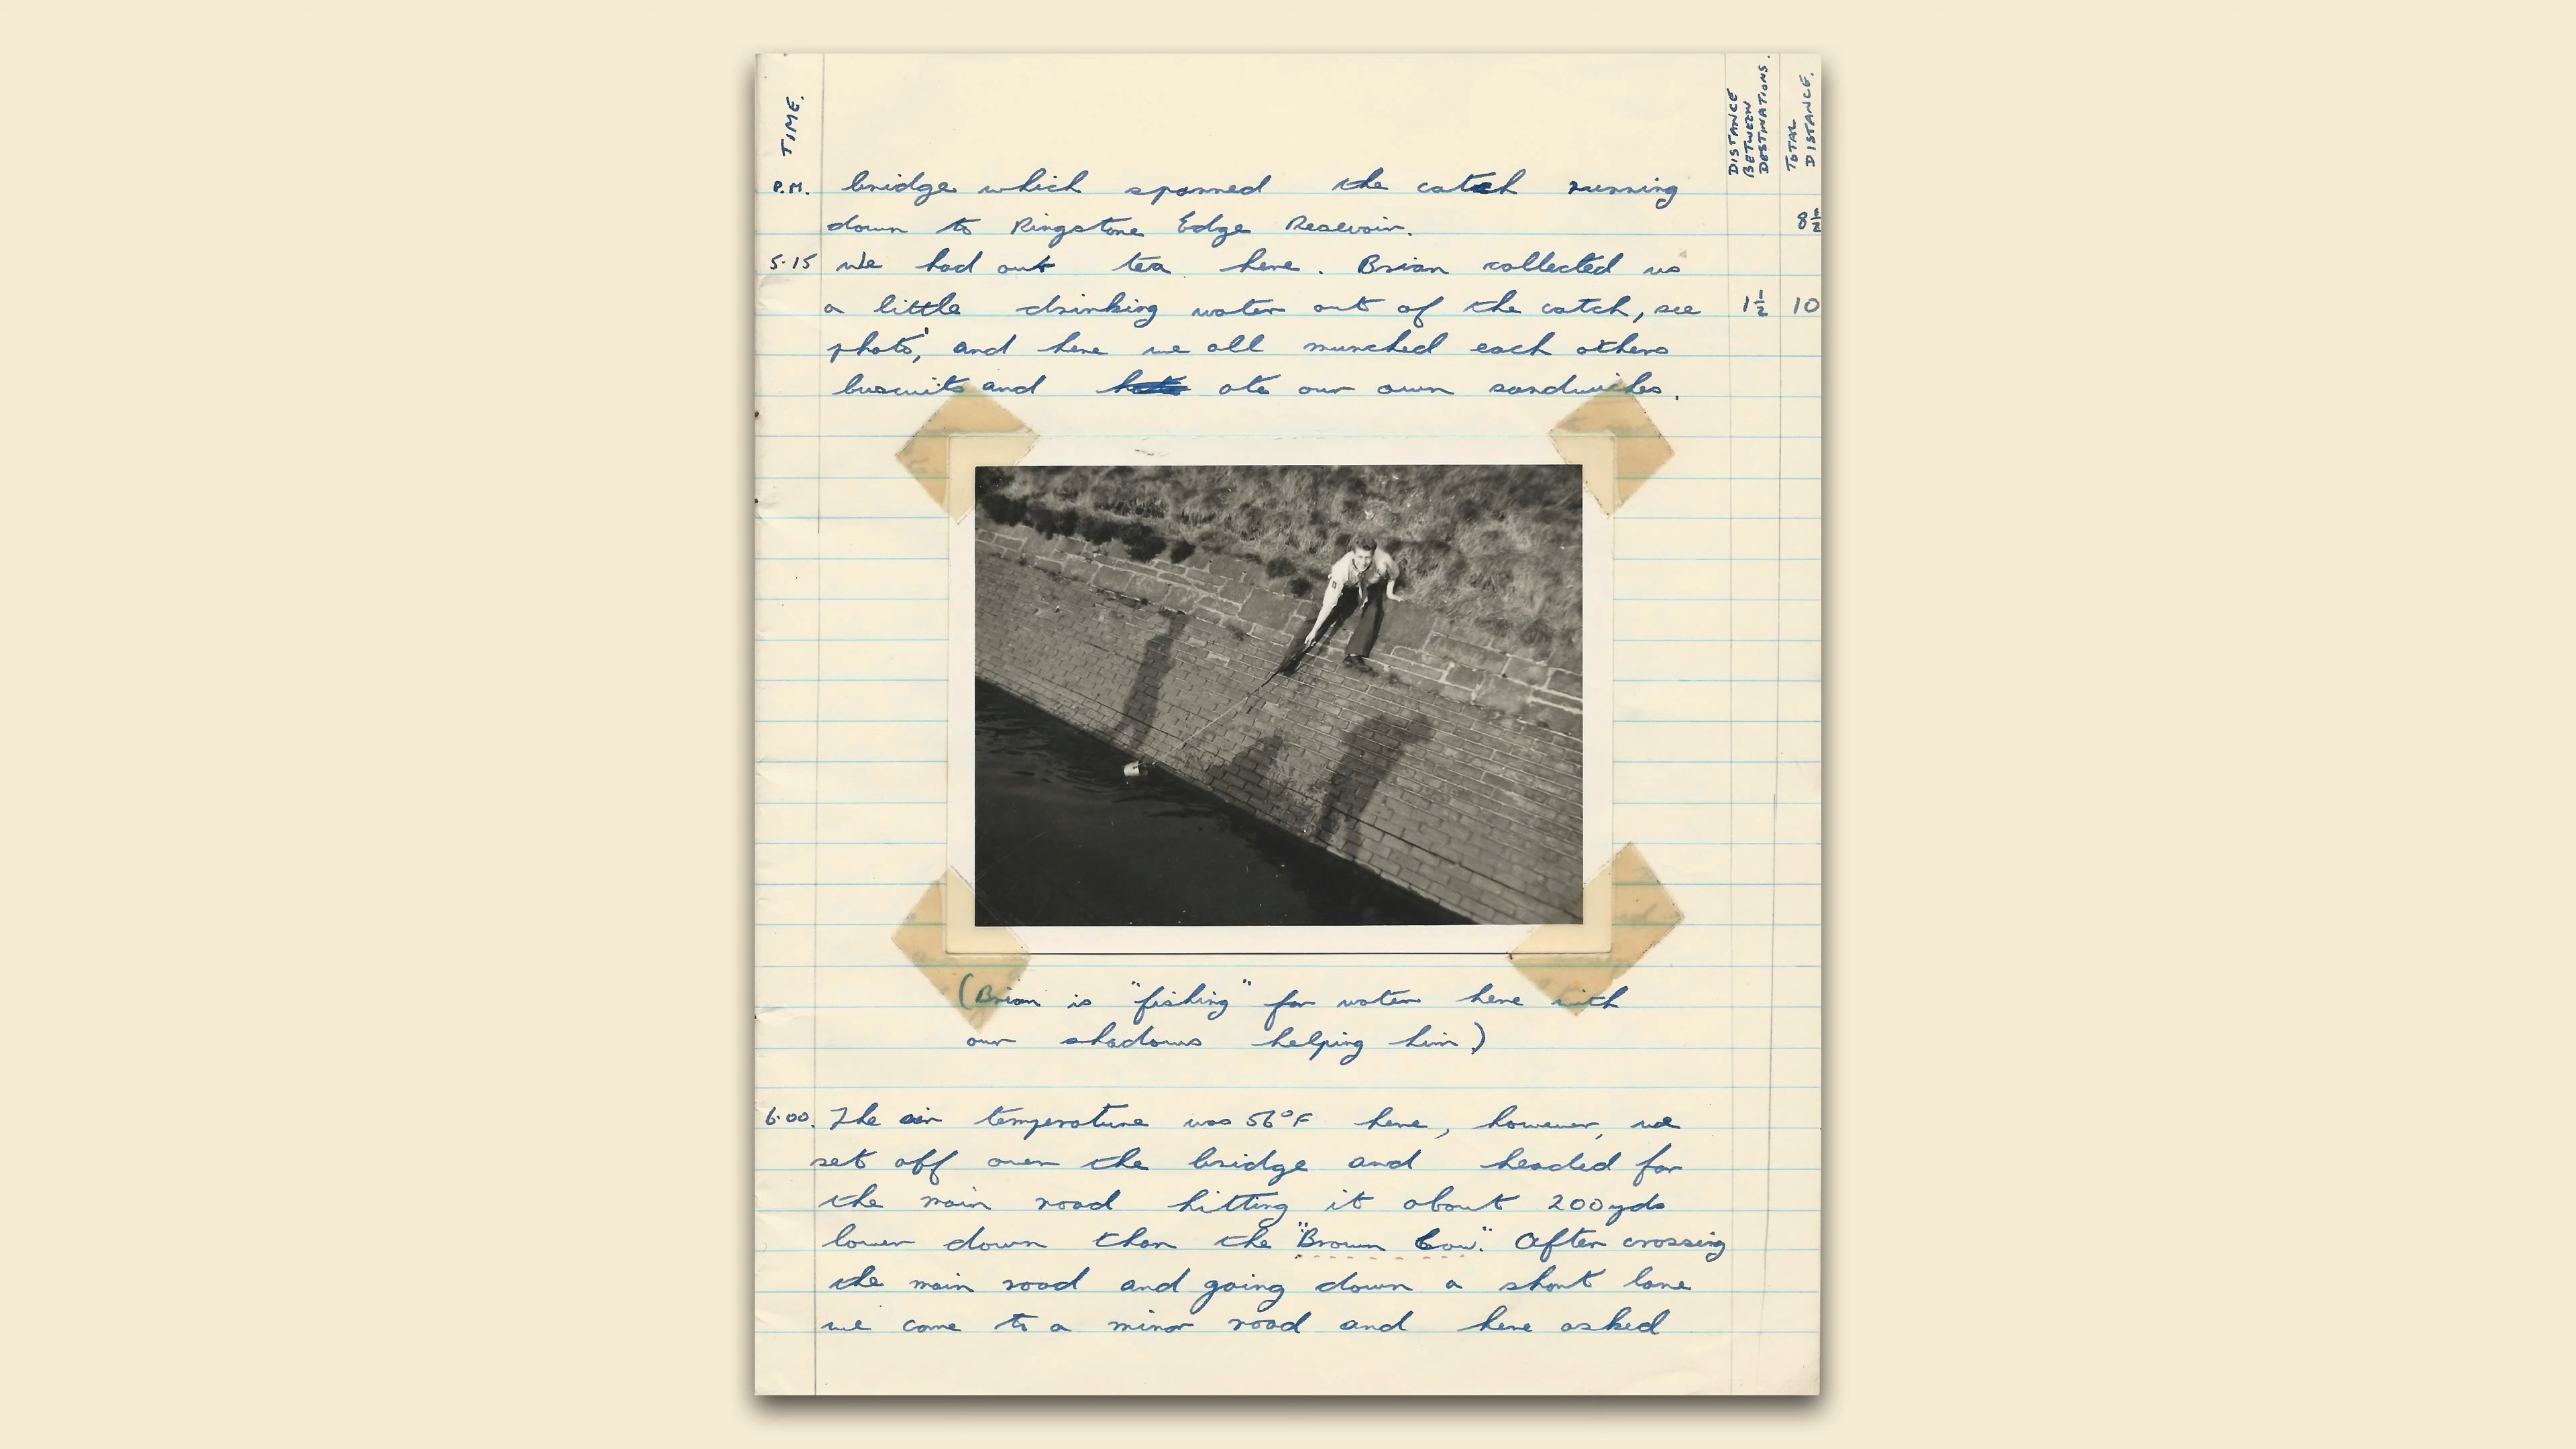 TIME.
DISTANCE
BETWEEN
DESTINATIONS.
TOTAL
DISTANCE.
P.M. bridge which spanned the catch running
down to Ringstone Edge Resevoir. 8½
5·15 We had out tea here. Brian collected us
a little drinking water out of the catch, see 1½ 10
photo', and here we all munched each others
buscuits and ate our own sandwiches.
(Brian is "fishing" for water here with
our shadows helping him)
6·00. The air temperature was 56°F here, however, we
set off over the bridge and headed for
the main road hitting it about 200yds
lower down than the "Brown Cow". After crossing
the main road and going down a short lane
we come to a minor road and here asked